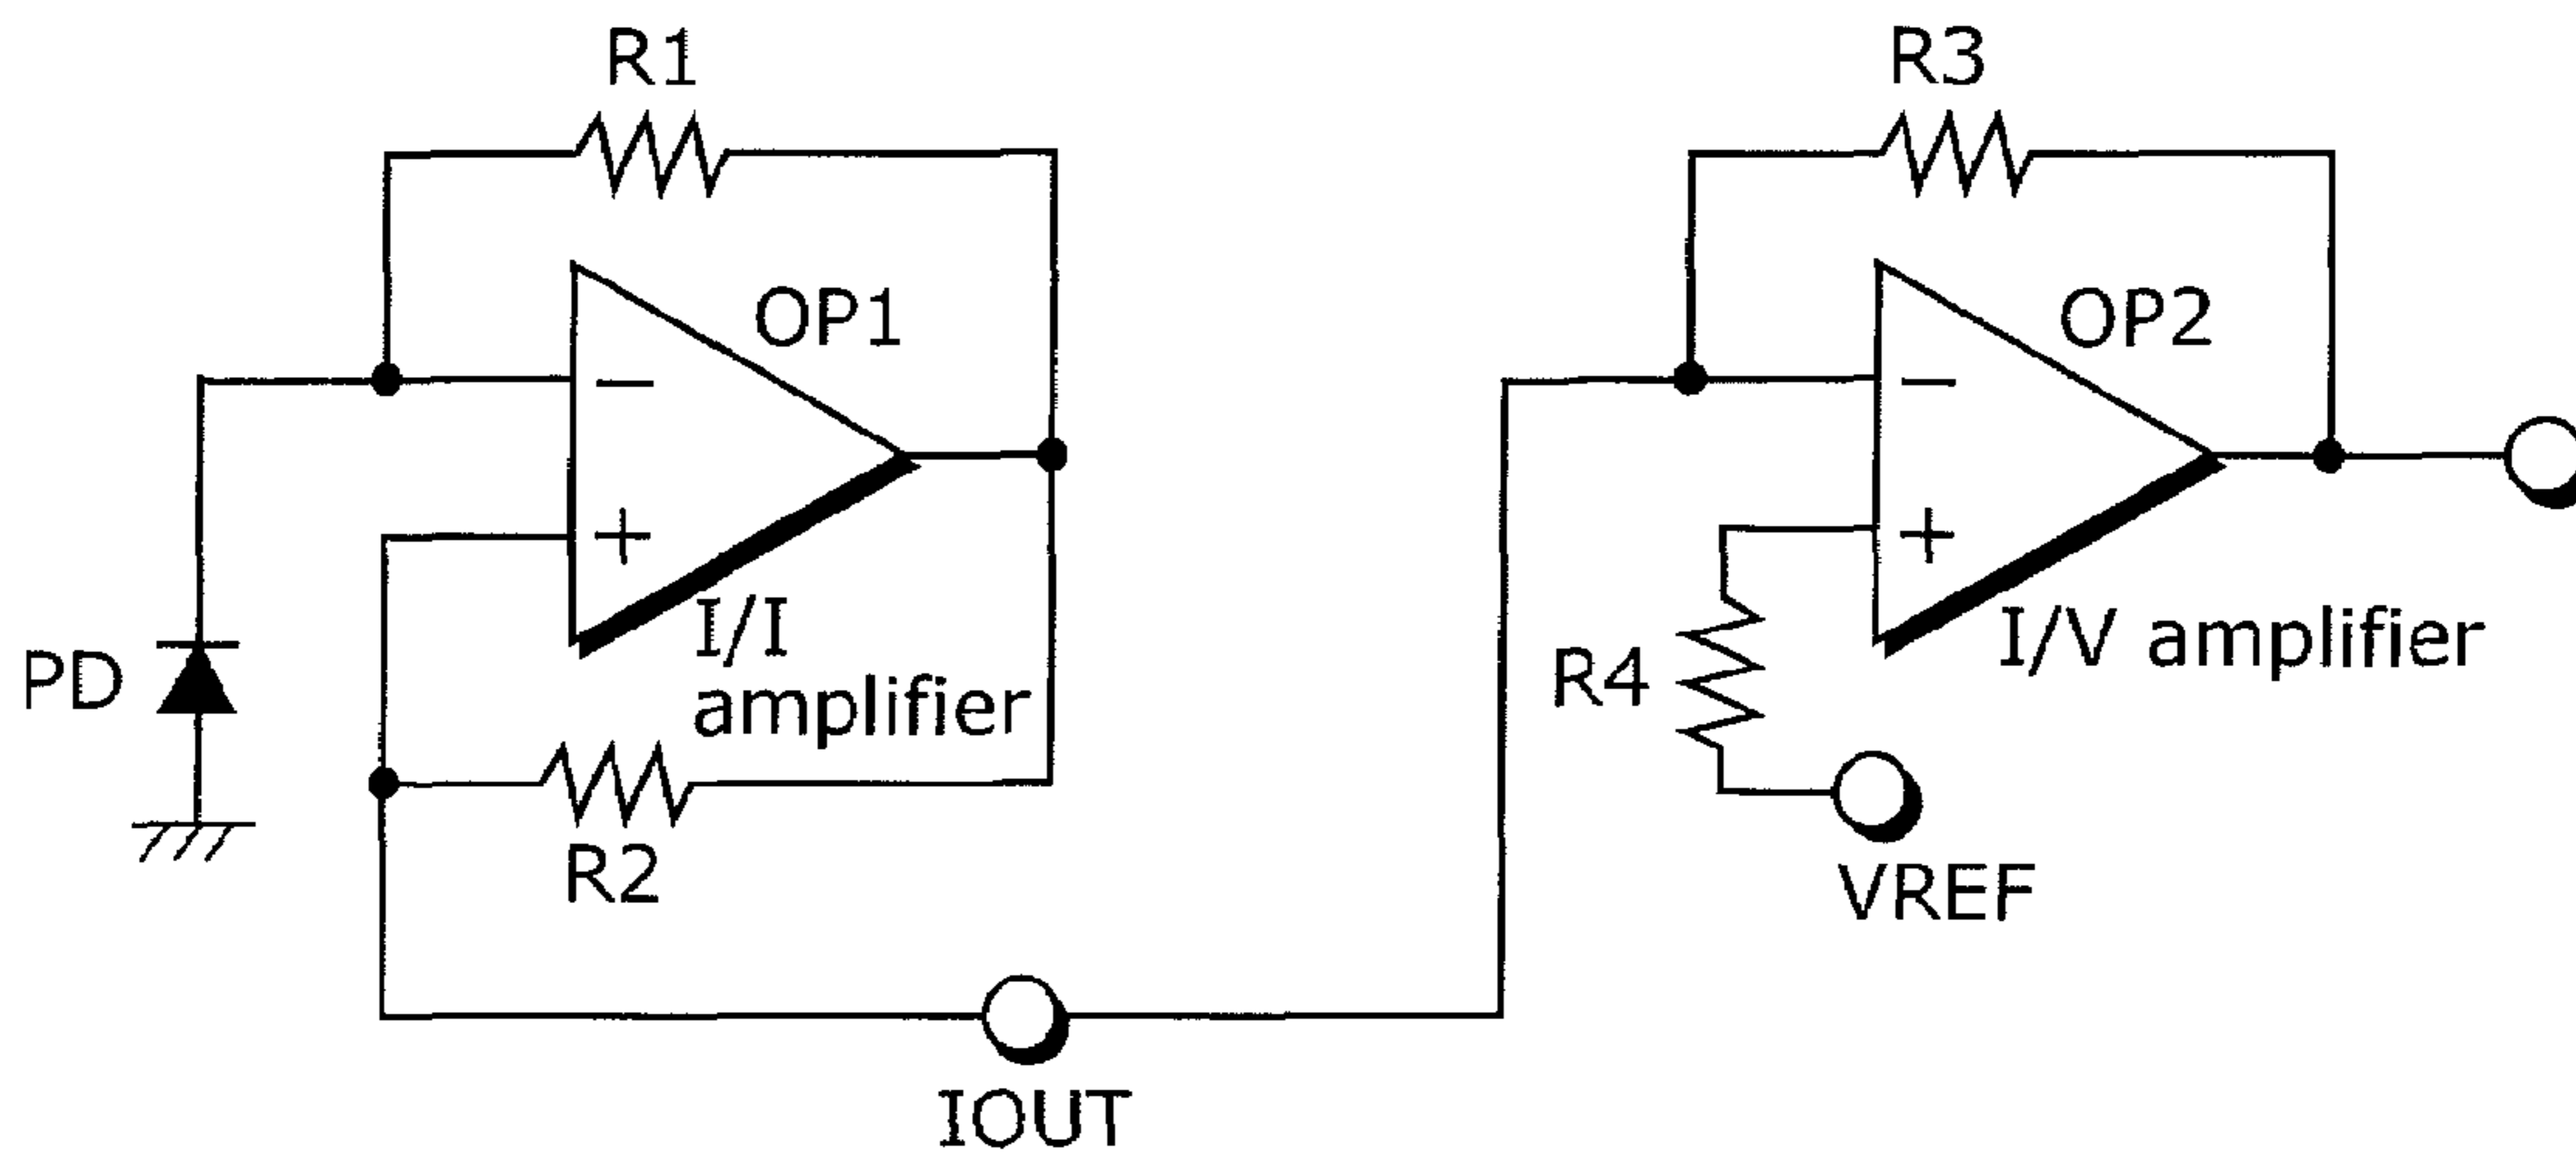 R1
R3
OP1
OP2
−
−
+
+
I/I
amplifier
I/V amplifier
PD
R4
R2
VREF
IOUT